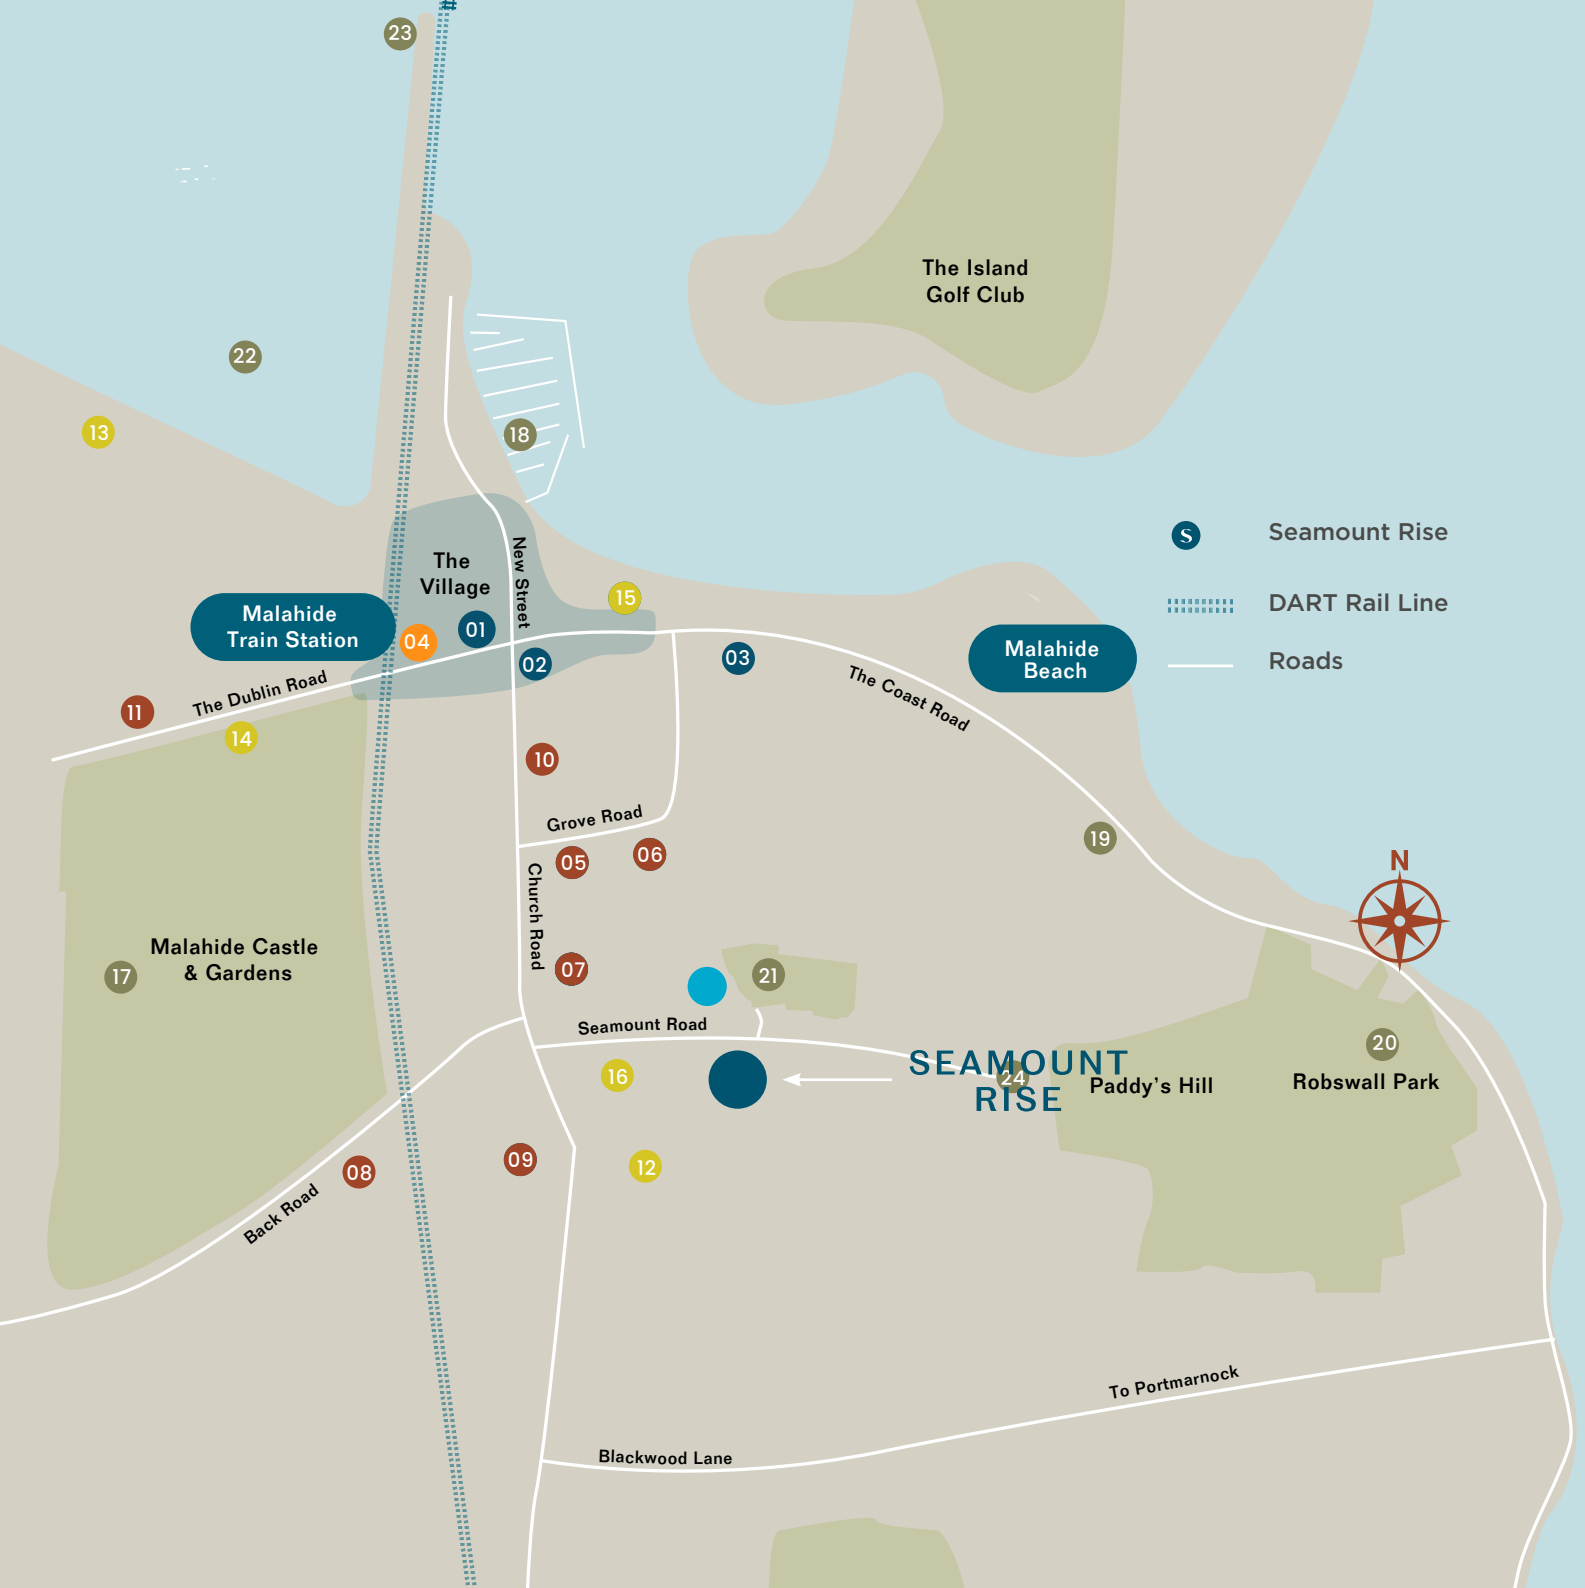 23
The Island
Golf Club
22
13
18
S Seamount Rise
The
Village
New Street
15
DART Rail Line
Malahide
Train Station
04
01
02
03
Malahide
Beach
Roads
The Dublin Road
The Coast Road
11
14
10
Grove Road
19
05
06
N
Church Road
Malahide Castle
& Gardens
17
07
21
Seamount Road
20
SEAMOUNT
RISE
24
Paddy's Hill
Robswall Park
16
08
09
12
Back Road
To Portmarnock
Blackwood Lane